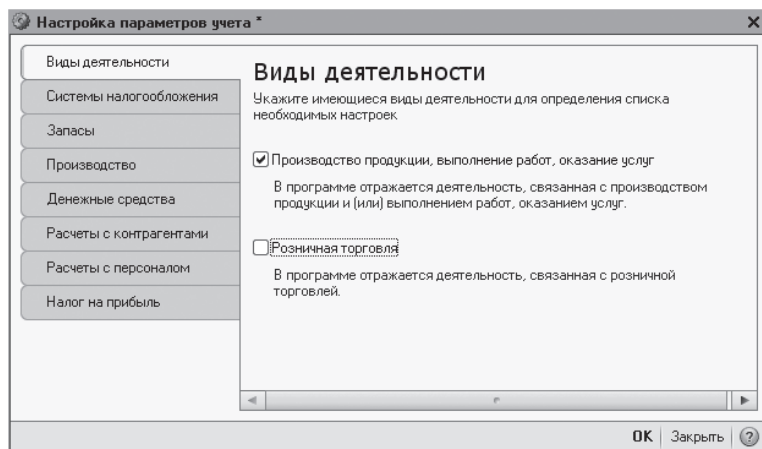 Настройка параметров учета *
Виды деятельности
Системы налогообложения
Запасы
Производство
Денежные средства
Расчеты с контрагентами
Расчеты с персоналом
Налог на прибыль
Виды деятельности
Укажите имеющиеся виды деятельности для определения списка
необходимых настроек
Производство продукции, выполнение работ, оказание услуг
В программе отражается деятельность, связанная с производством
продукции и (или) выполнением работ, оказанием услуг.
Розничная торговля
В программе отражается деятельность, связанная с розничной
торговлей.
OK Закрыть ?